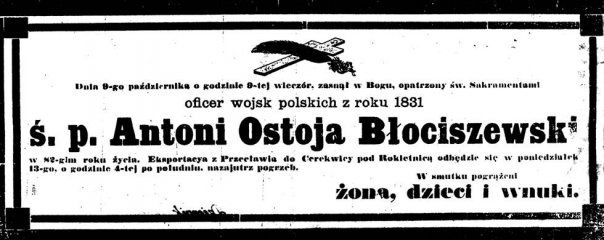 Dnia 9-go października o godzinie 9-tej wieczór, zasnął w Bogu, opatrzony św. Sakramentami
oficer wojsk polskich z roku 1831
ś. p. Antoni Ostoja Błociszewski
w 82-gim roku życia. Eksportacya z Przecławia do Cerekwicy pod Rokietnicą odbędzie się w poniedziałek
13-go, o godzinie 4-tej po południu, nazajutrz pogrzeb.
W smutku pogrążeni
żona, dzieci i wnuki.